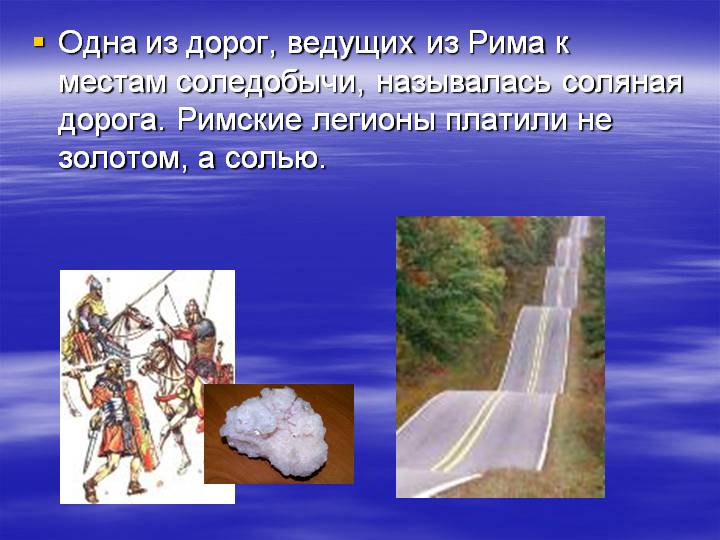 Одна из дорог, ведущих из Рима к
местам соледобычи, называлась соляная
дорога. Римские легионы платили не
золотом, а солью.